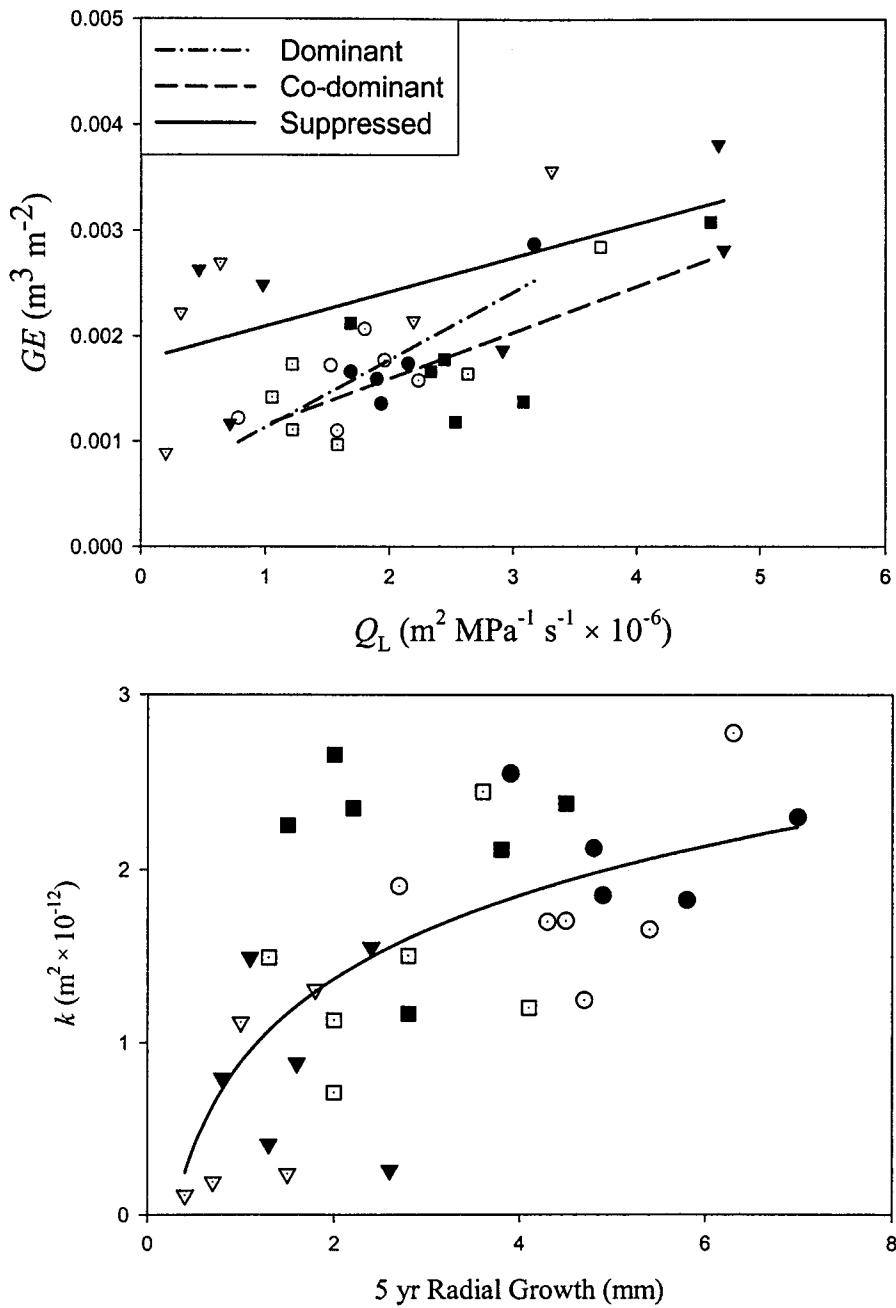 0.005
Dominant
Co-dominant
Suppressed
0.004
0.003
0.002
0.001
0.000
GE (m³ m⁻²)
0 1 2 3 4 5 6
Q_L (m² MPa⁻¹ s⁻¹ × 10⁻⁶)
3
2
1
0
k (m² × 10⁻¹²)
0 2 4 6 8
5 yr Radial Growth (mm)